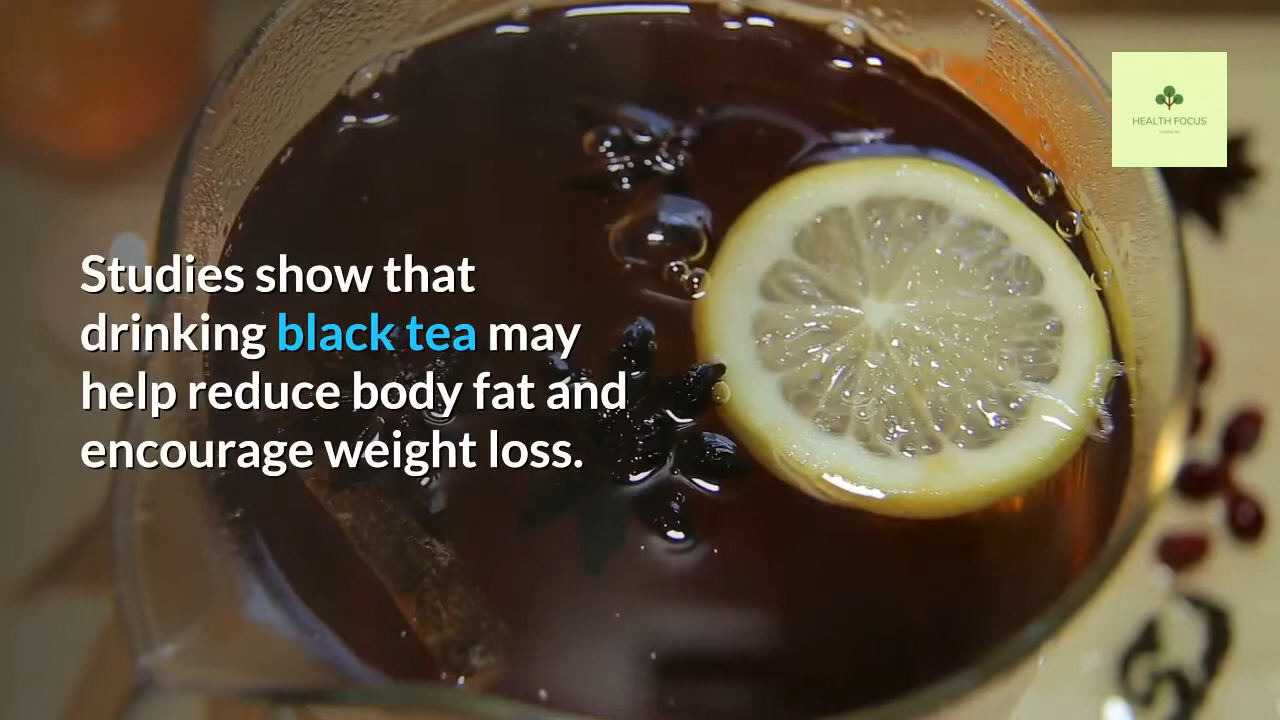 Studies show that
drinking black tea may
help reduce body fat and
encourage weight loss.
HEALTH FOCUS